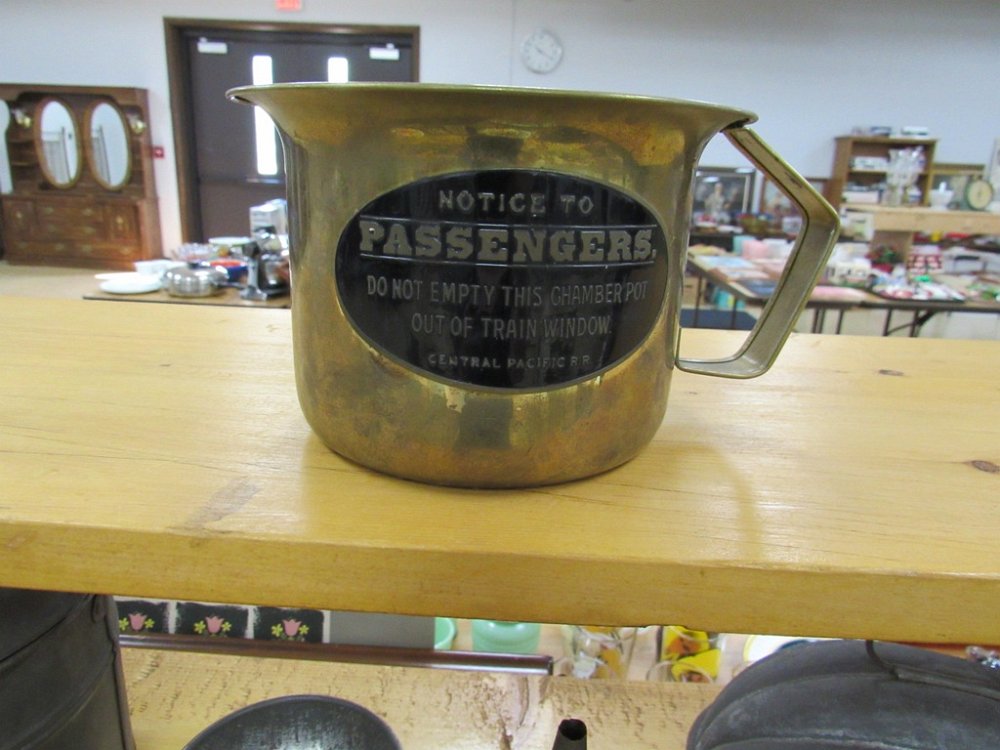 NOTICE TO
PASSENGERS.
DO NOT EMPTY THIS CHAMBER POT
OUT OF TRAIN WINDOW.
CENTRAL PACIFIC R.R.